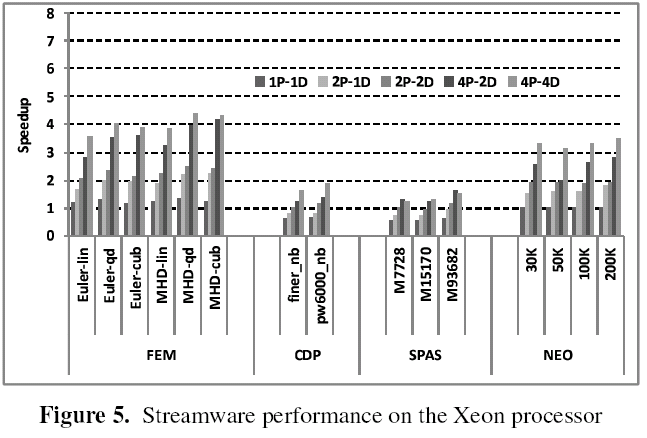 8
7
6
5
4
3
2
1
0
Speedup
1P-1D 2P-1D 2P-2D 4P-2D 4P-4D
Euler-lin
Euler-qd
Euler-cub
MHD-lin
MHD-qd
MHD-cub
finer_nb
pw6000_nb
M7728
M15170
M93682
30K
50K
100K
200K
FEM
CDP
SPAS
NEO
Figure 5. Streamware performance on the Xeon processor